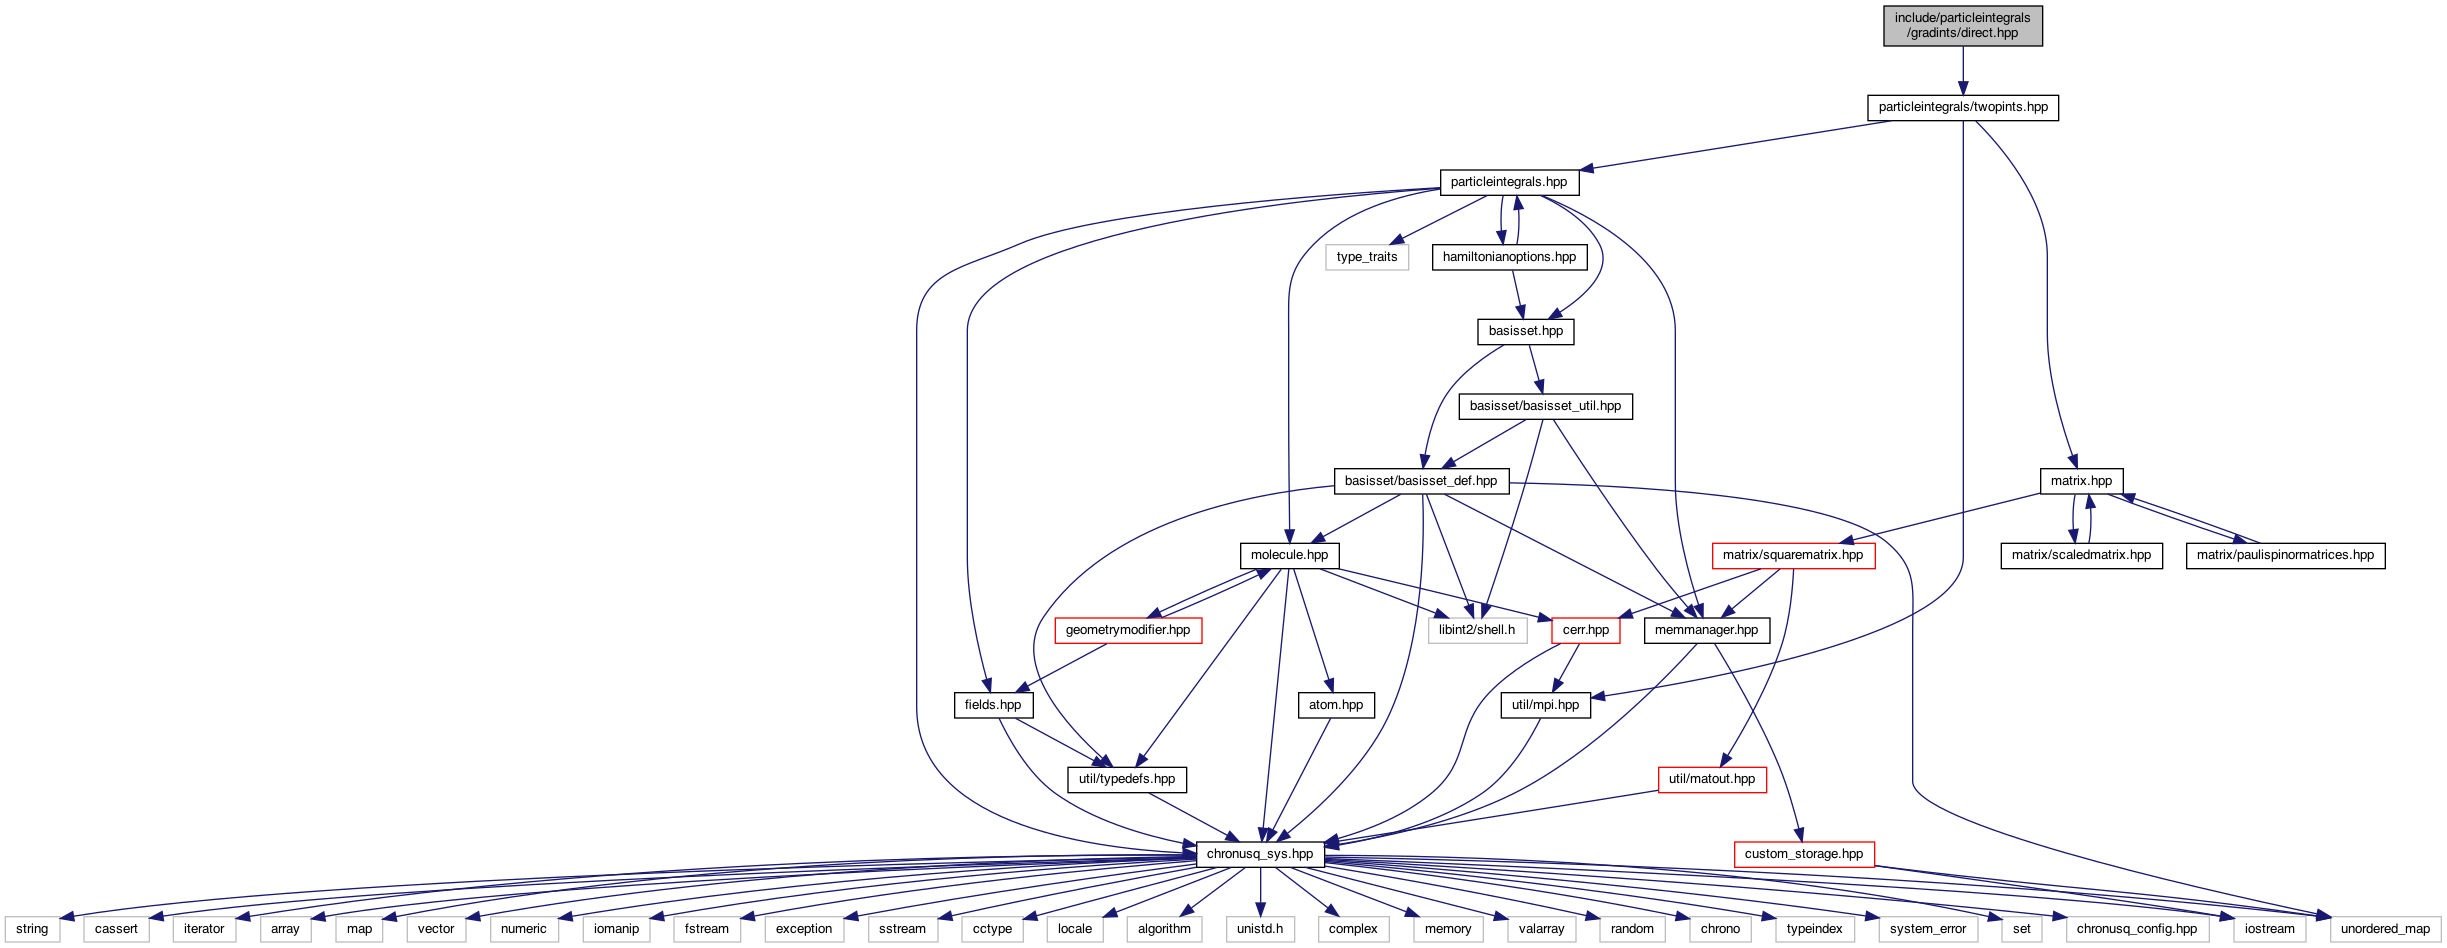 include/particleintegrals
/gradints/direct.hpp
particleintegrals/twopints.hpp
particleintegrals.hpp
type_traits
hamiltonianoptions.hpp
basisset.hpp
basisset/basisset_util.hpp
basisset/basisset_def.hpp
matrix.hpp
molecule.hpp
matrix/squarematrix.hpp
matrix/scaledmatrix.hpp
matrix/paulispinormatrices.hpp
geometrymodifier.hpp
libint2/shell.h
cerr.hpp
memmanager.hpp
fields.hpp
atom.hpp
util/mpi.hpp
util/typedefs.hpp
util/matout.hpp
chronusq_sys.hpp
custom_storage.hpp
string
cassert
iterator
array
map
vector
numeric
iomanip
fstream
exception
sstream
cctype
locale
algorithm
unistd.h
complex
memory
valarray
random
chrono
typeindex
system_error
set
chronusq_config.hpp
iostream
unordered_map